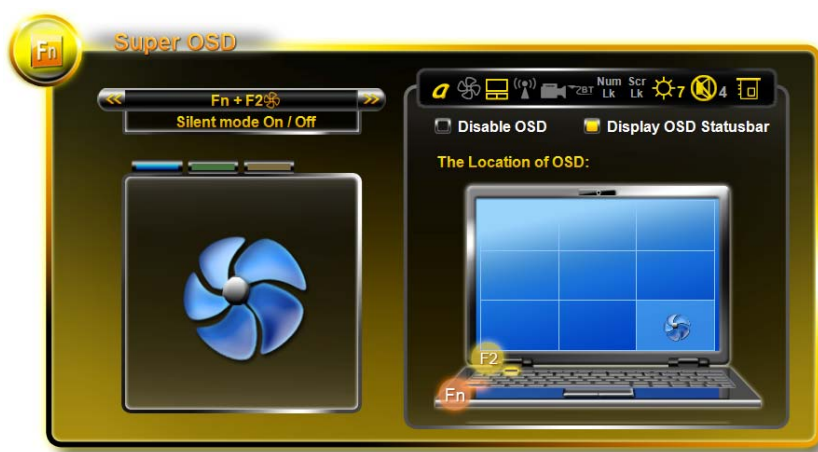 Fn
Super OSD
<< Fn + F2 >>
Silent mode On / Off
a BT Num Lk Scr Lk 7 4
Disable OSD
Display OSD Statusbar
The Location of OSD:
F2
Fn